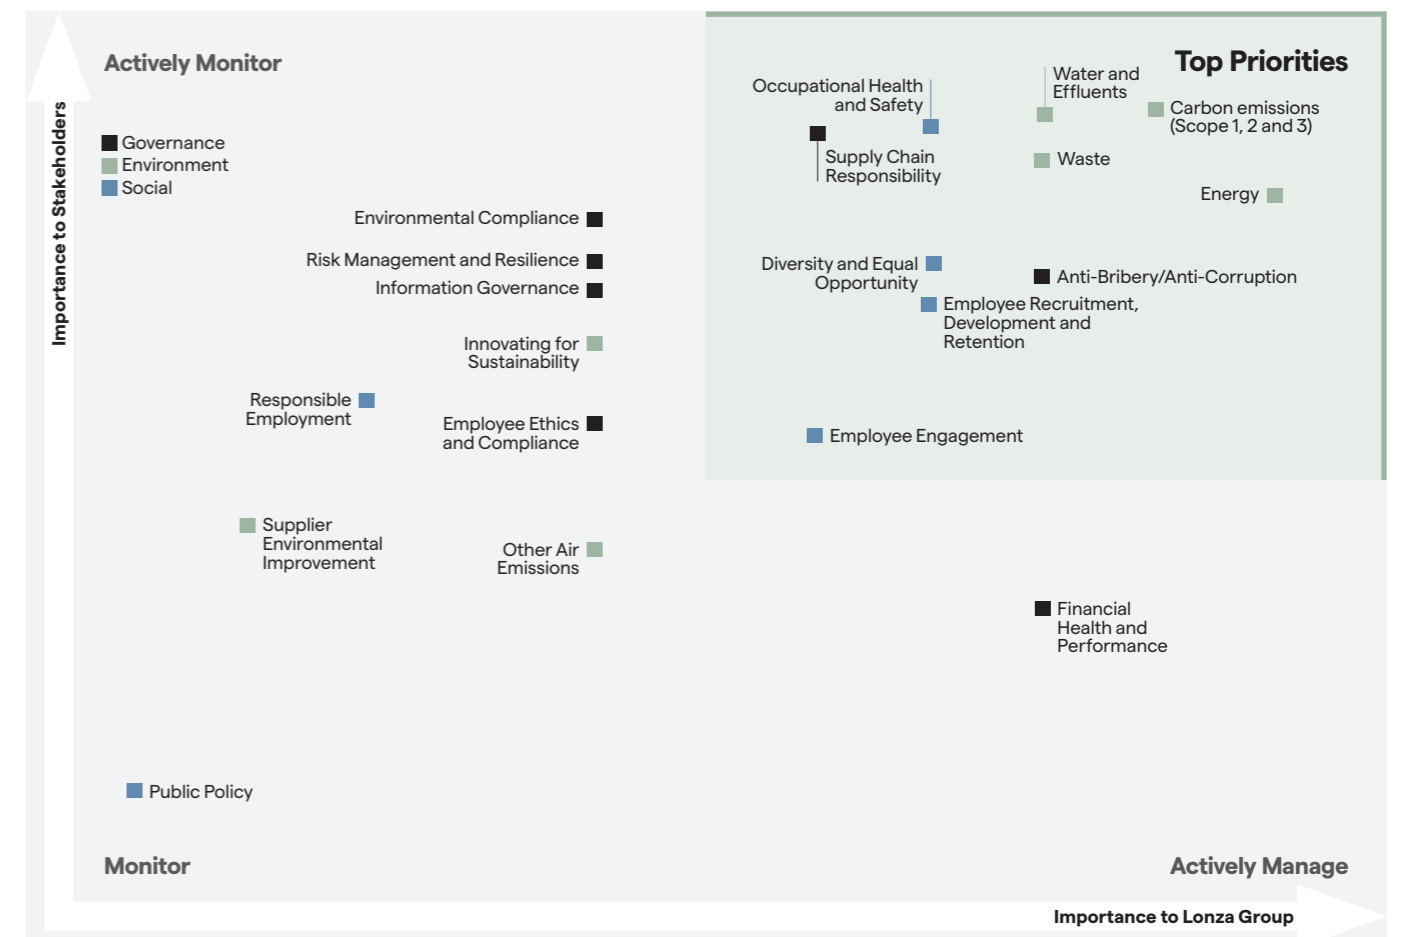 Actively Monitor
Top Priorities
Importance to Stakeholders
Governance
Environment
Social
Occupational Health
and Safety
Water and
Effluents
Carbon emissions
(Scope 1, 2 and 3)
Supply Chain
Responsibility
Waste
Energy
Environmental Compliance
Risk Management and Resilience
Information Governance
Diversity and Equal
Opportunity
Anti-Bribery/Anti-Corruption
Employee Recruitment,
Development and
Retention
Innovating for
Sustainability
Responsible
Employment
Employee Ethics
and Compliance
Employee Engagement
Supplier
Environmental
Improvement
Other Air
Emissions
Financial
Health and
Performance
Public Policy
Monitor
Actively Manage
Importance to Lonza Group